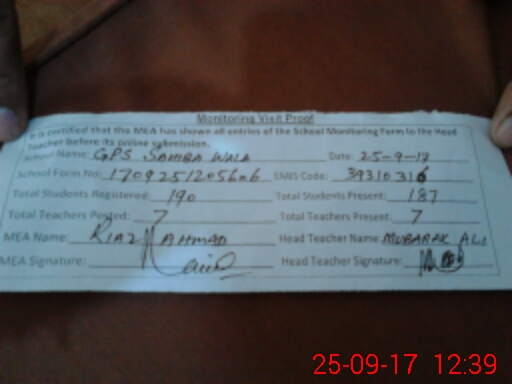 Monitoring Visit Proof
It is certified that the MEA has shown all entries of the School Monitoring Form to the Head
Teacher before its online submission.
School Name: GPS SAMBA WALA Date: 25-9-17
School Form No: 1709251205606 EMIS Code: 39310316
Total Students Registered: 190 Total Students Present: 187
Total Teachers Posted: 7 Total Teachers Present: 7
MEA Name: RIAZ AHMAD Head Teacher Name: MUBARAK ALI
MEA Signature: Head Teacher Signature:
25-09-17 12:39